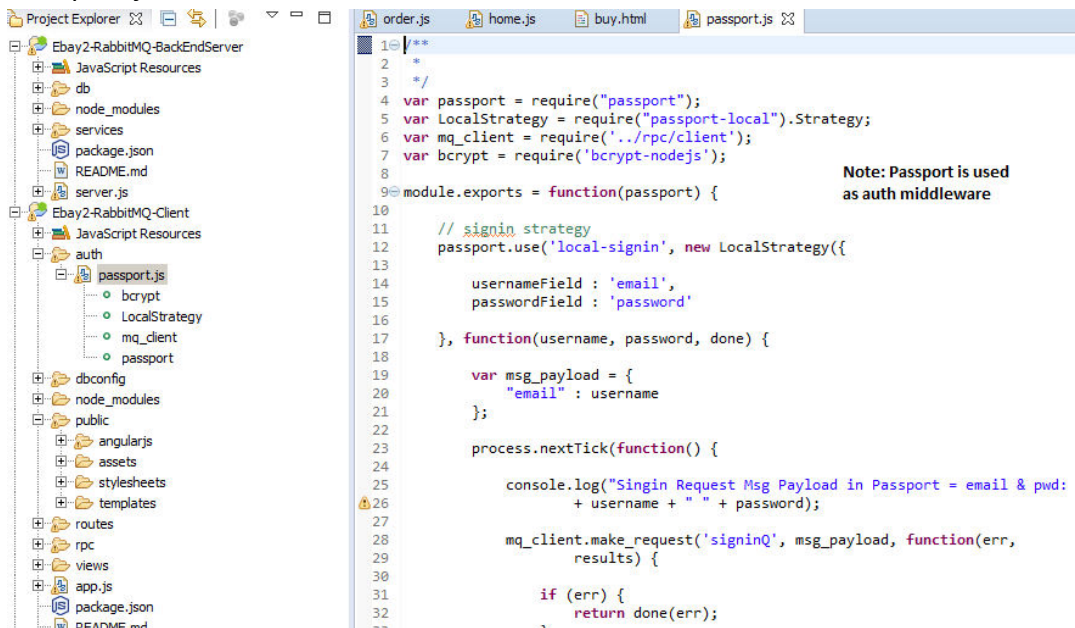 Project Explorer
Ebay2-RabbitMQ-BackEndServer
JavaScript Resources
db
node_modules
services
package.json
README.md
server.js
Ebay2-RabbitMQ-Client
JavaScript Resources
auth
passport.js
bcrypt
LocalStrategy
mq_client
passport
dbconfig
node_modules
public
angularjs
assets
stylesheets
templates
routes
rpc
views
app.js
package.json
README.md
order.js home.js buy.html passport.js
1 /**
2 *
3 */
4 var passport = require("passport");
5 var LocalStrategy = require("passport-local").Strategy;
6 var mq_client = require('../rpc/client');
7 var bcrypt = require('bcrypt-nodejs');
8
9 module.exports = function(passport) {
10
11 // signin strategy
12 passport.use('local-signin', new LocalStrategy({
13
14 usernameField : 'email',
15 passwordField : 'password'
16
17 }, function(username, password, done) {
18
19 var msg_payload = {
20 "email" : username
21 };
22
23 process.nextTick(function() {
24
25 console.log("Singin Request Msg Payload in Passport = email & pwd:
26 + username + " " + password);
27
28 mq_client.make_request('signinQ', msg_payload, function(err,
29 results) {
30
31 if (err) {
32 return done(err);
Note: Passport is used
as auth middleware